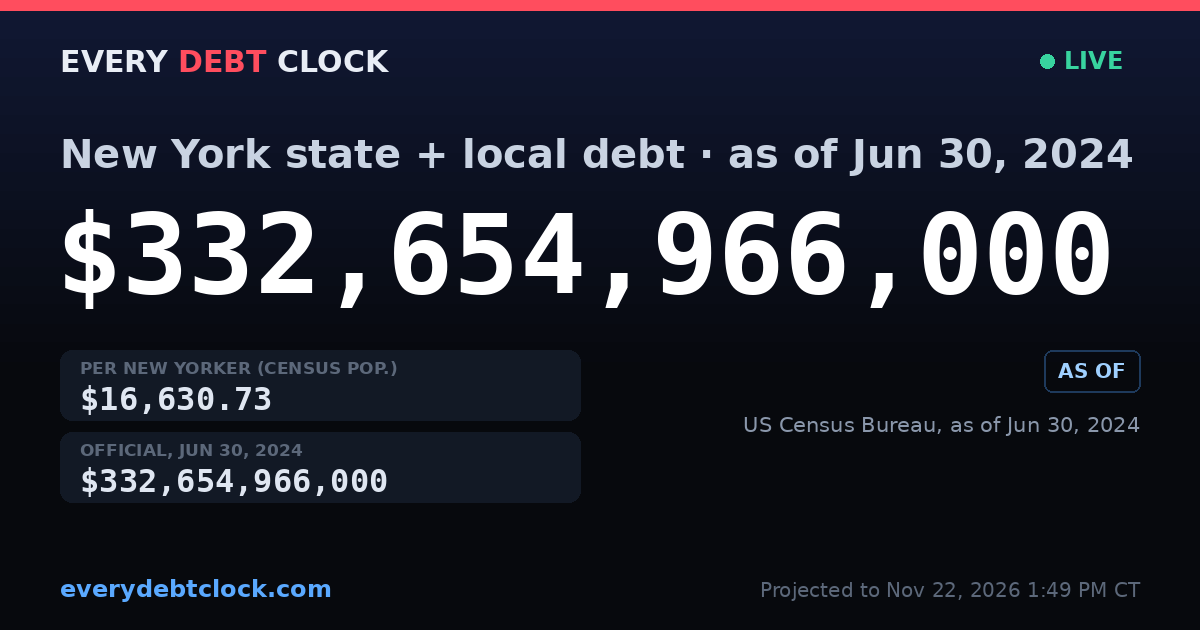 EVERY DEBT CLOCK
LIVE
New York state + local debt · as of Jun 30, 2024
$332,654,966,000
PER NEW YORKER (CENSUS POP.)
$16,630.73
OFFICIAL, JUN 30, 2024
$332,654,966,000
AS OF
US Census Bureau, as of Jun 30, 2024
everydebtclock.com
Projected to Nov 22, 2026 1:49 PM CT